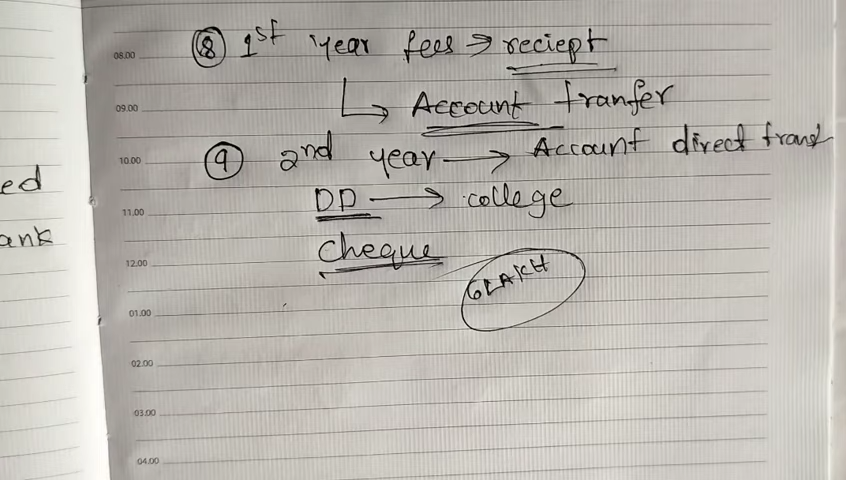 ed
ank
08.00 ⑧ 1st year fees → reciept
09.00 ↳ Account tranfer
10.00 ⑨ 2nd year → Account direct
11.00 DD → college
12.00 Cheque
6LAKH
01.00
02.00
03.00
04.00